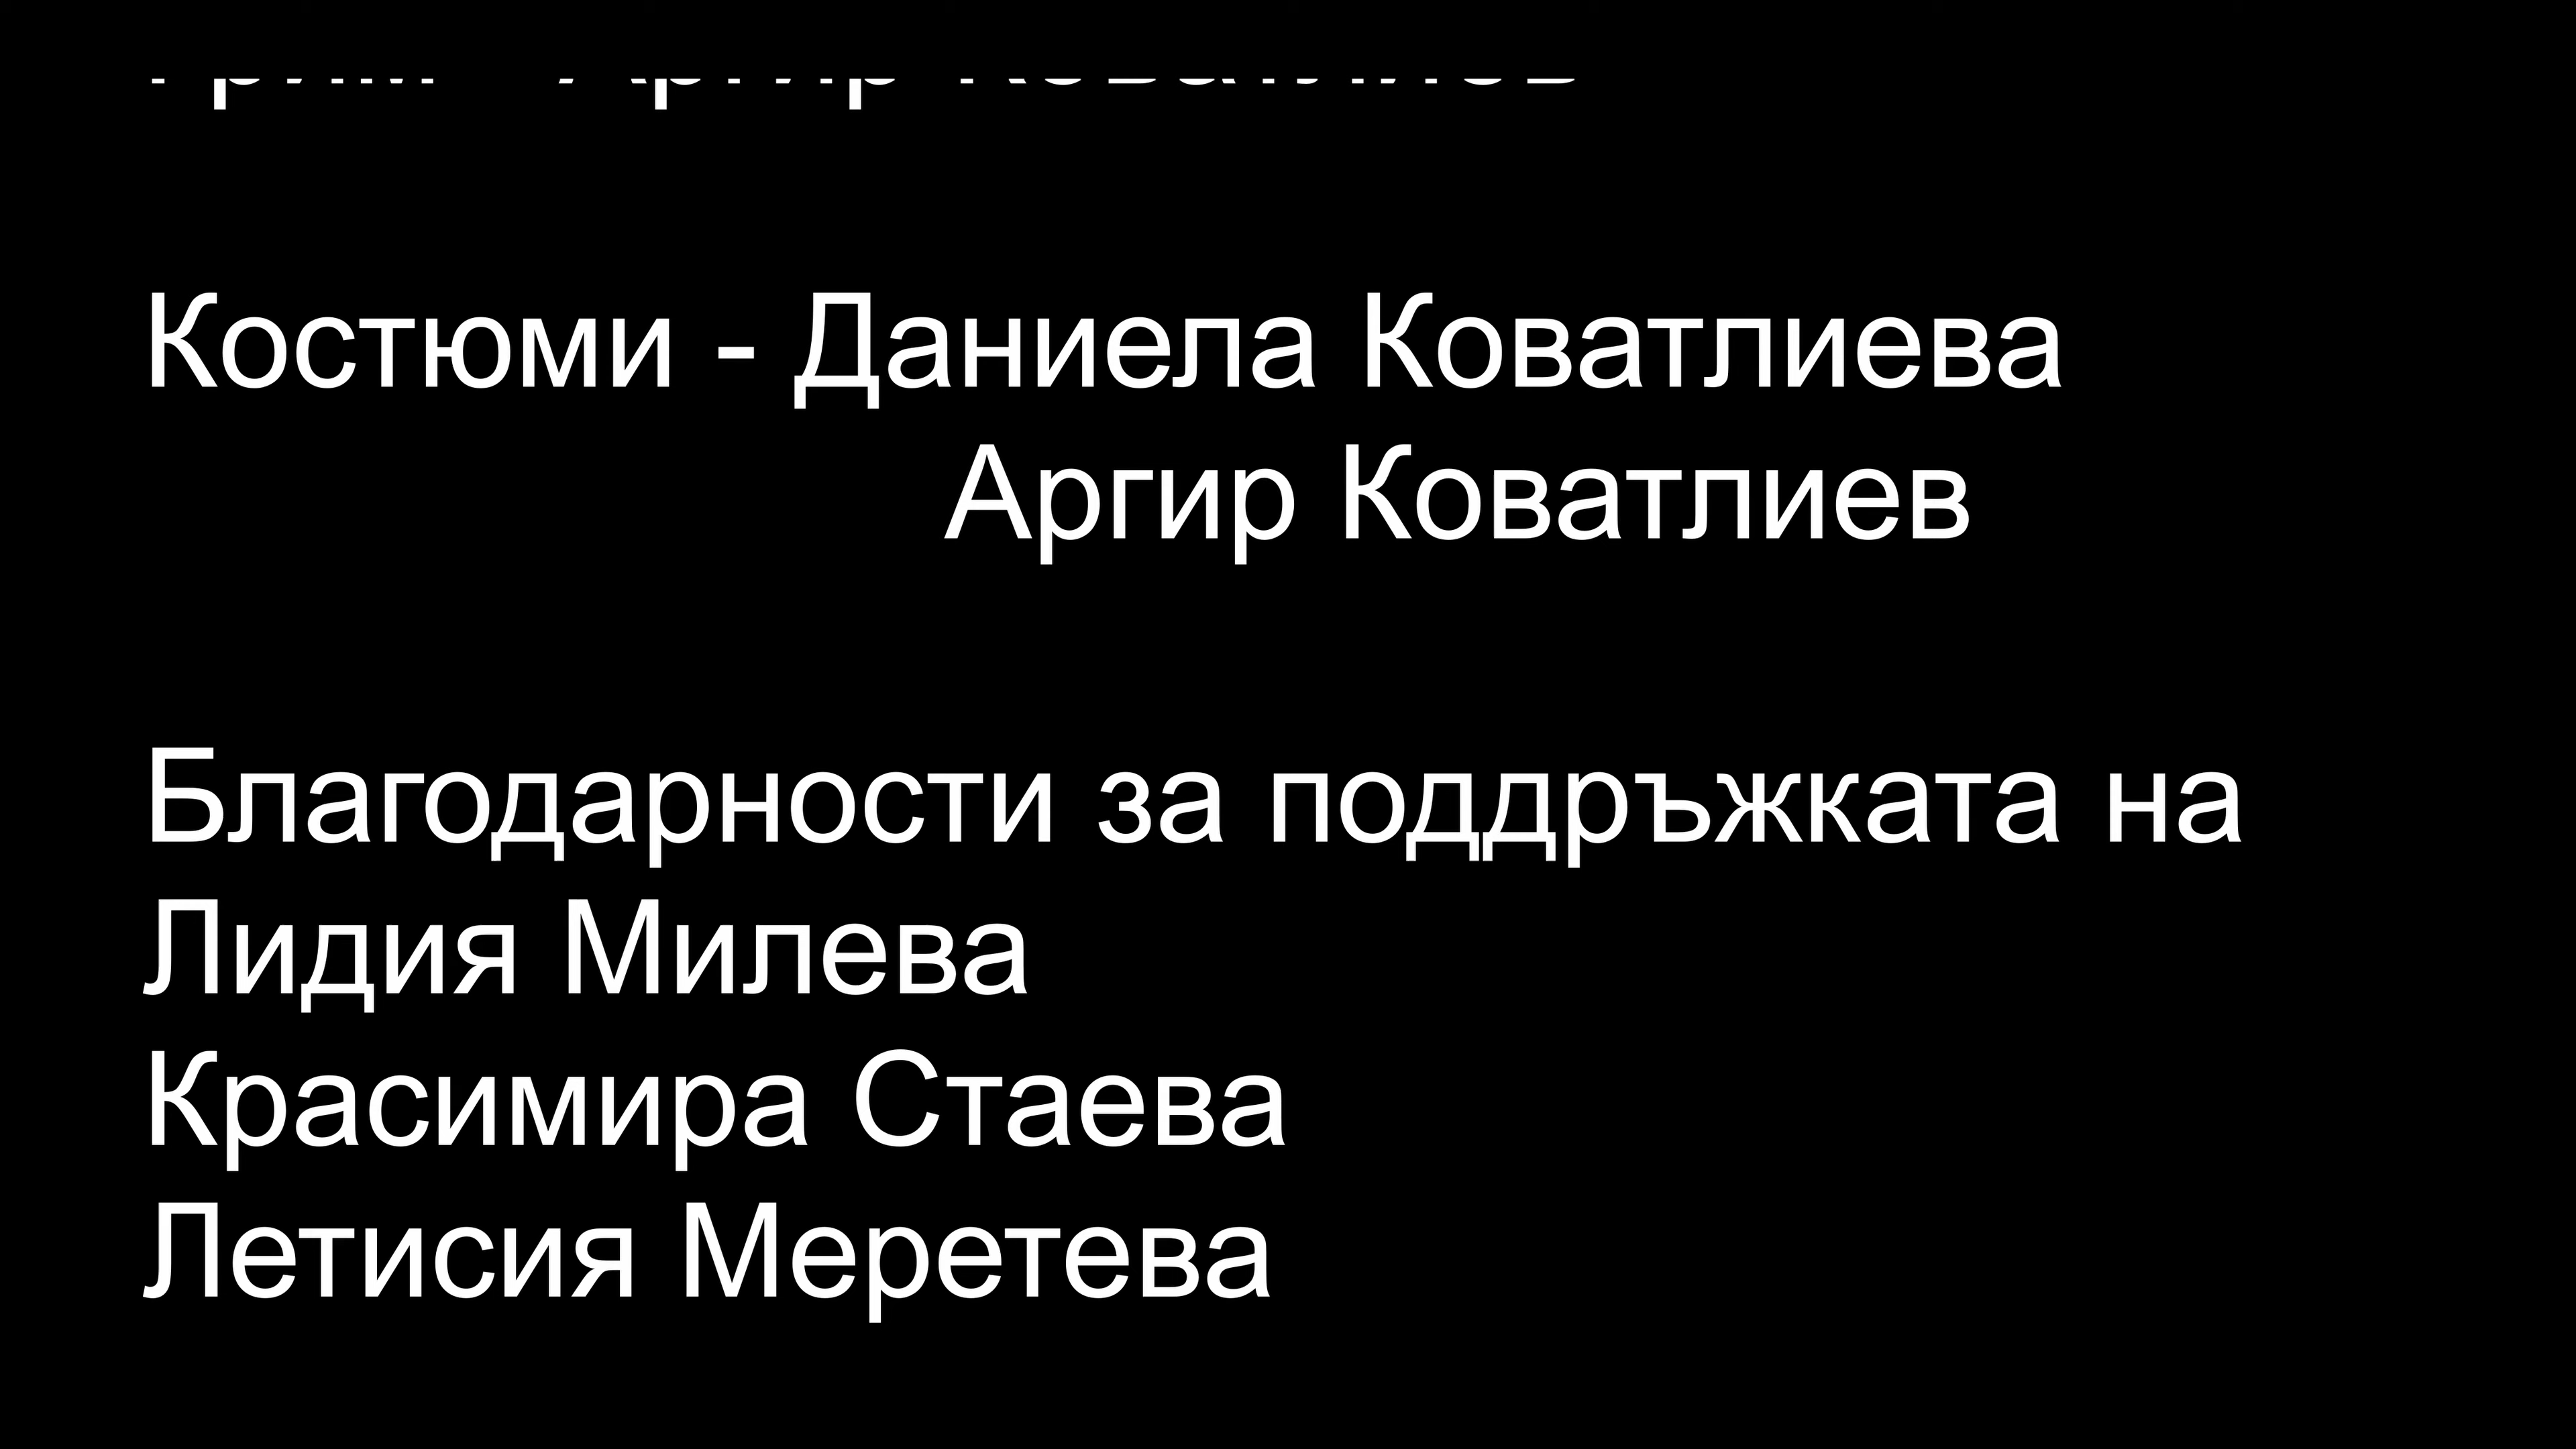 Костюми - Даниела Коватлиева
Аргир Коватлиев
Благодарности за поддръжката на
Лидия Милева
Красимира Стаева
Летисия Меретева